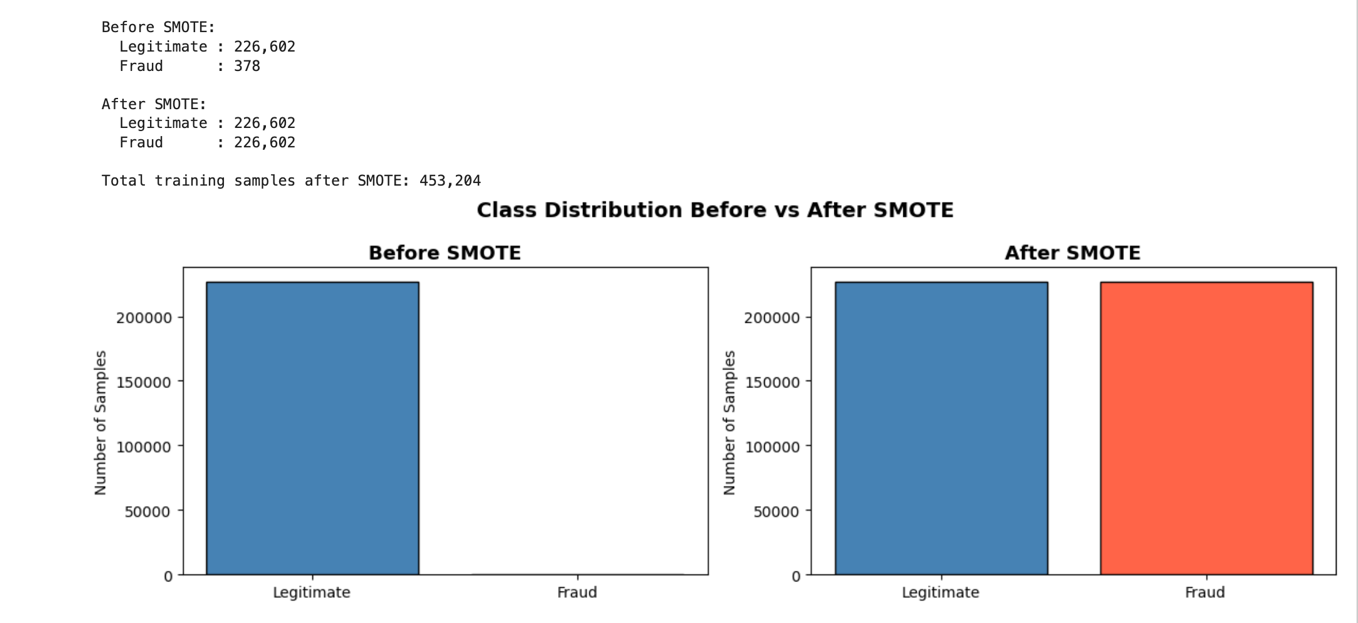 Before SMOTE:
  Legitimate : 226,602
  Fraud      : 378
After SMOTE:
  Legitimate : 226,602
  Fraud      : 226,602
Total training samples after SMOTE: 453,204
Class Distribution Before vs After SMOTE
Before SMOTE
Number of Samples
200000
150000
100000
50000
0
Legitimate Fraud
After SMOTE
Number of Samples
200000
150000
100000
50000
0
Legitimate Fraud